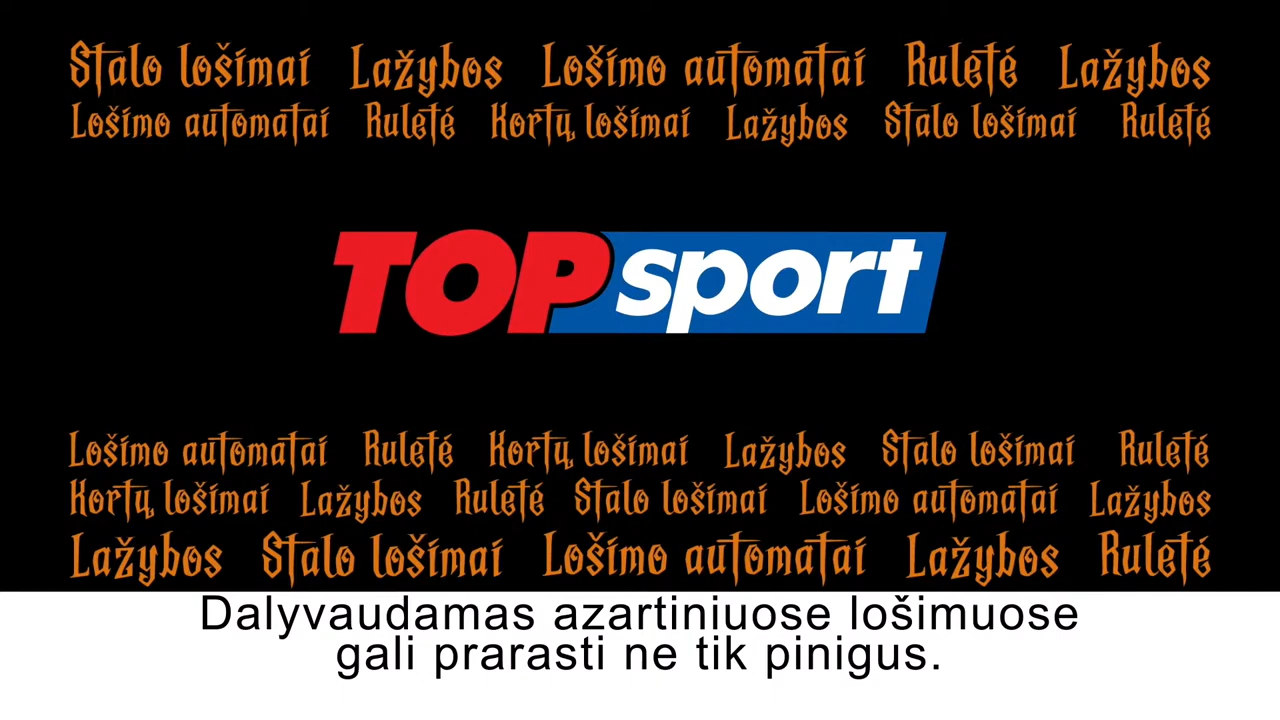 Stalo lošimai Lažybos Lošimo automatai Ruletė Lažybos
Lošimo automatai Ruletė Kortų lošimai Lažybos Stalo lošimai Ruletė
TOPsport
Lošimo automatai Ruletė Kortų lošimai Lažybos Stalo lošimai Ruletė
Kortų lošimai Lažybos Ruletė Stalo lošimai Lošimo automatai Lažybos
Lažybos Stalo lošimai Lošimo automatai Lažybos Ruletė
Dalyvaudamas azartiniuose lošimuose
gali prarasti ne tik pinigus.